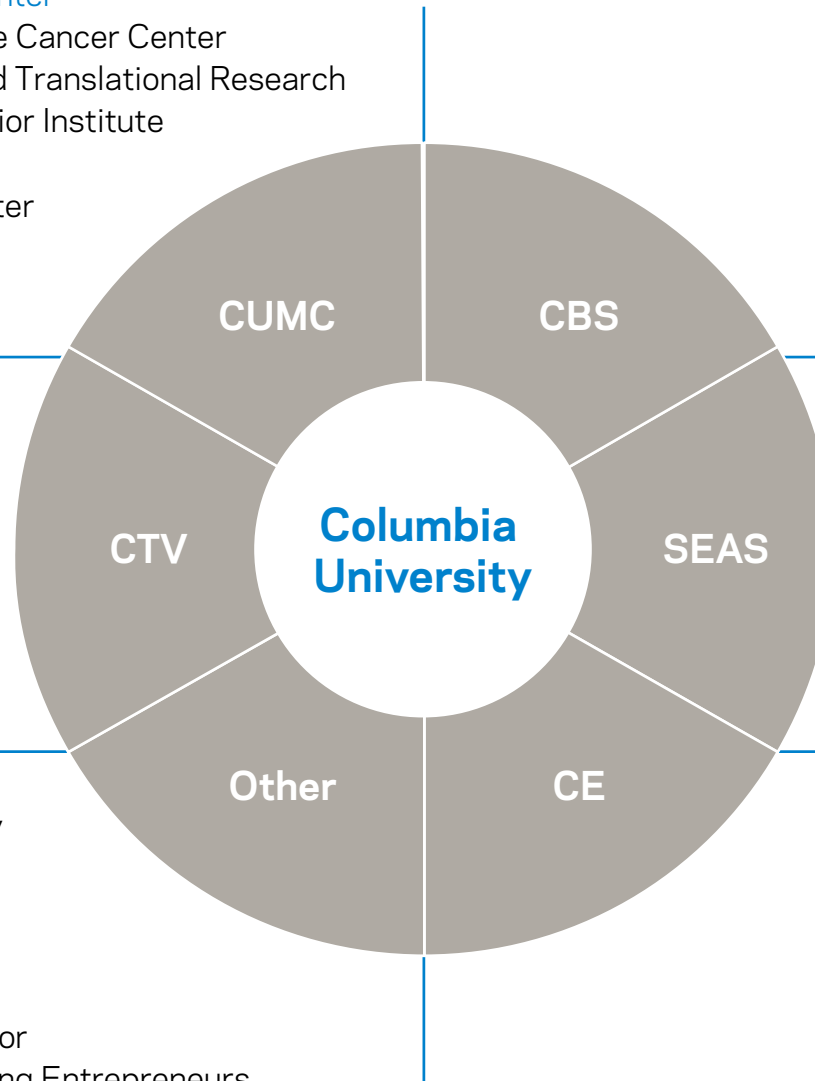 e Cancer Center
d Translational Research
ior Institute
ter
CUMC
CBS
CTV
Columbia
University
SEAS
Other
CE
or
ng Entrepreneurs